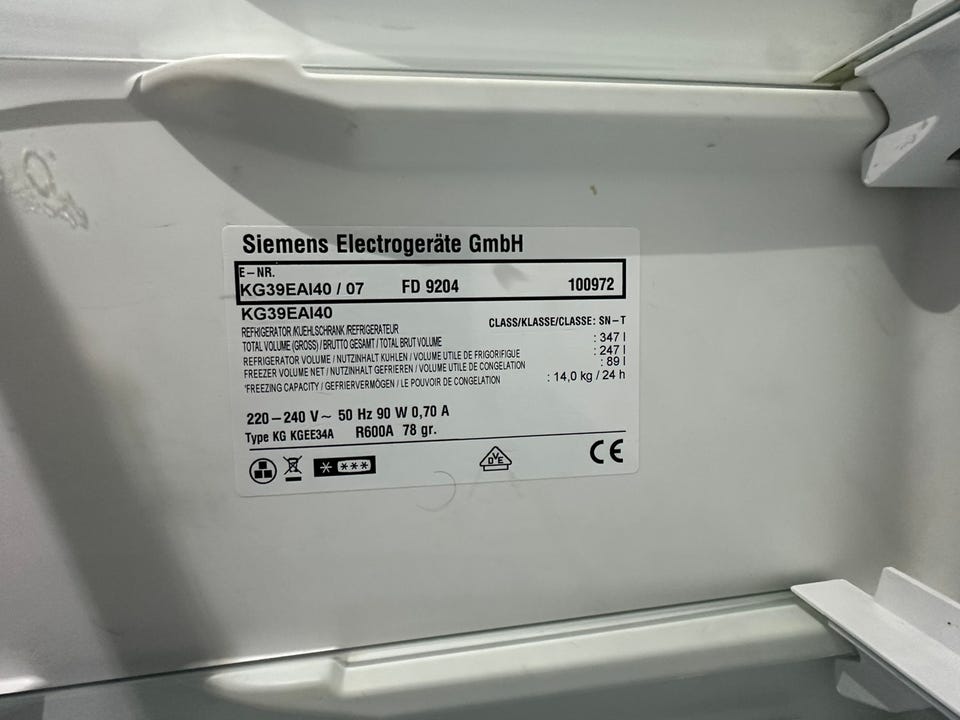 Siemens Electrogeräte GmbH
E-NR.
KG39EAI40 / 07 FD 9204 100972
KG39EAI40
REFRIGERATOR /KUEHLSCHRANK /REFRIGERATEUR CLASS/KLASSE/CLASSE: SN-T
TOTAL VOLUME (GROSS) / BRUTTO GESAMT / TOTAL BRUT VOLUME : 347 l
REFRIGERATOR VOLUME / NUTZINHALT KUHLEN / VOLUME UTILE DE FRIGORIFIGUE : 247 l
FREEZER VOLUME NET / NUTZINHALT GEFRIEREN / VOLUME UTILE DE CONGELATION : 89 l
*FREEZING CAPACITY / GEFRIERVERMÖGEN / LE POUVOIR DE CONGELATION : 14,0 kg / 24 h
220-240 V~ 50 Hz 90 W 0,70 A
Type KG KGEE34A R600A 78 gr.
DVE CE